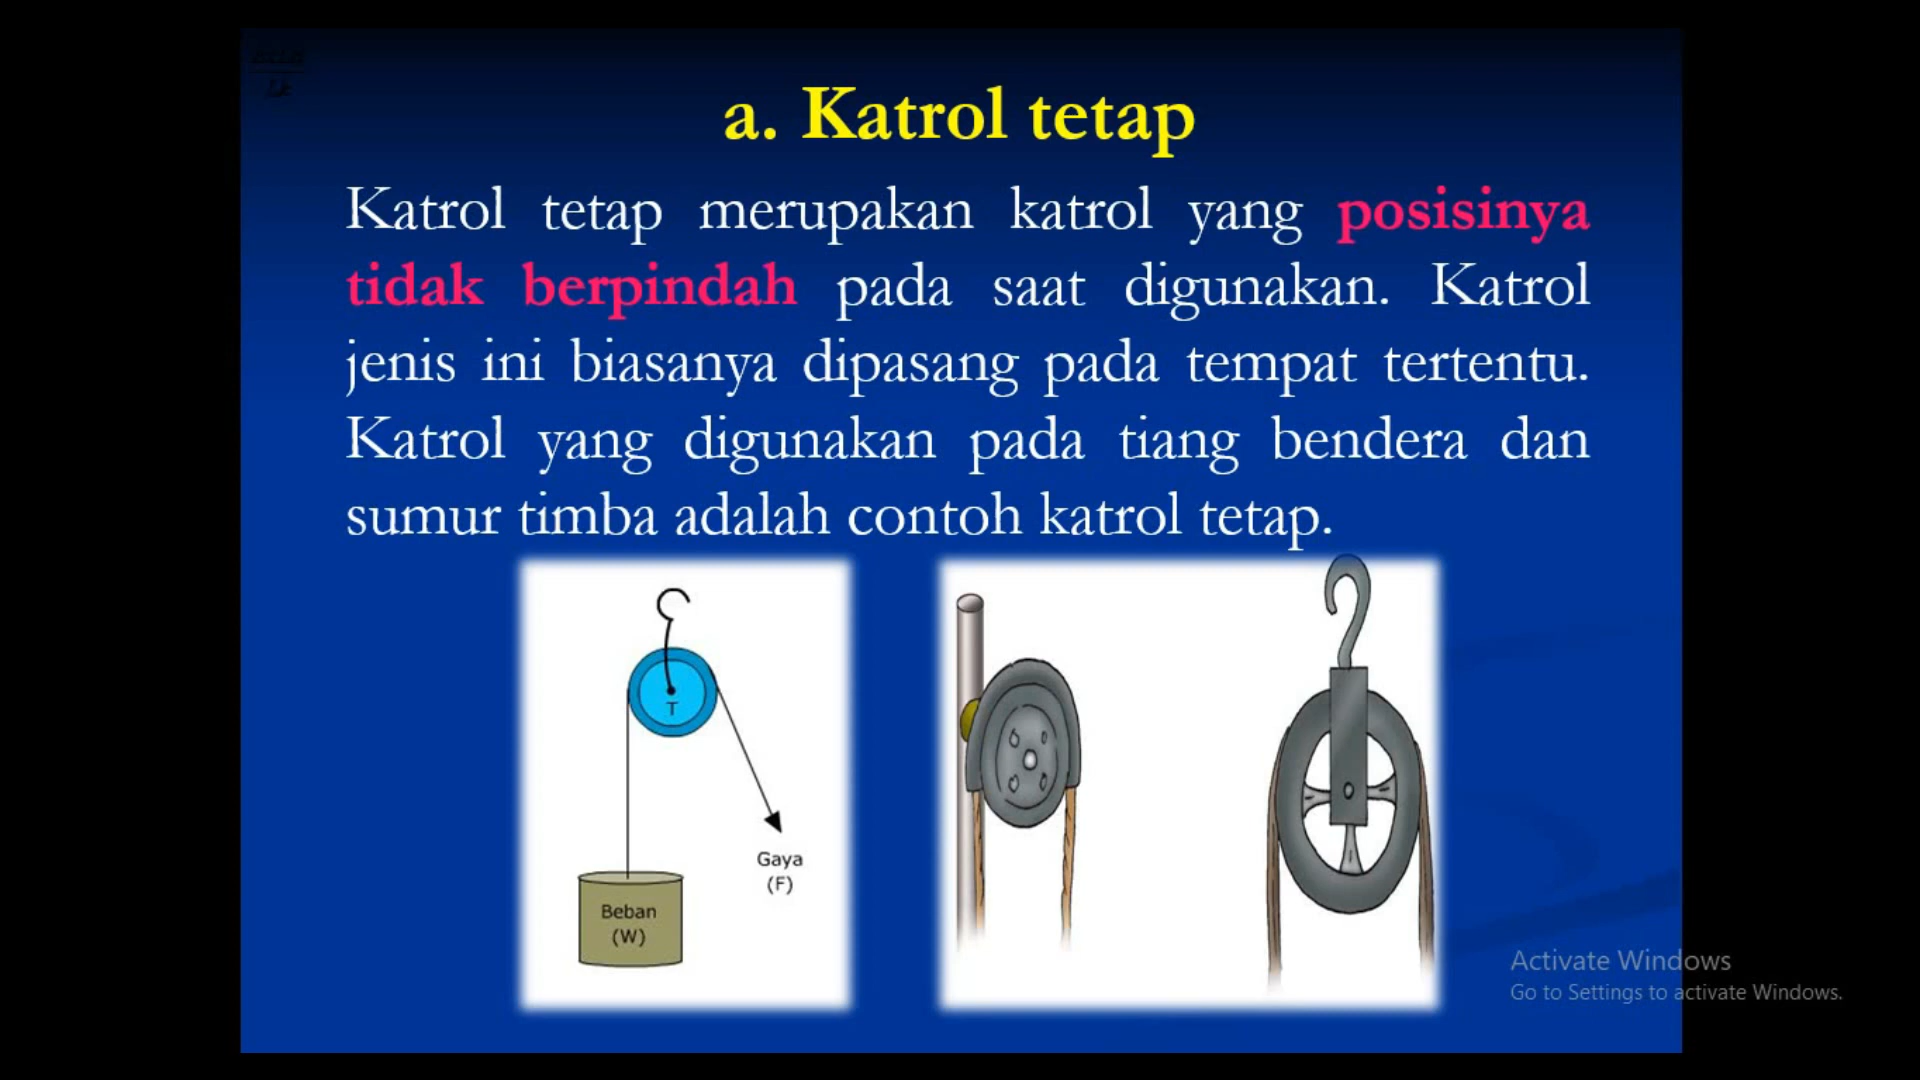 a. Katrol tetap
Katrol tetap merupakan katrol yang posisinya
tidak berpindah pada saat digunakan. Katrol
jenis ini biasanya dipasang pada tempat tertentu.
Katrol yang digunakan pada tiang bendera dan
sumur timba adalah contoh katrol tetap.
T
Gaya
(F)
Beban
(W)
Activate Windows
Go to Settings to activate Windows.